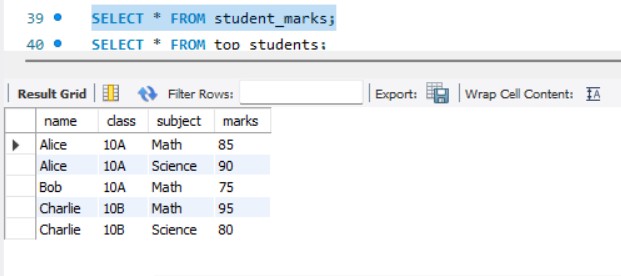 39 SELECT * FROM student_marks;
40 SELECT * FROM top_students;
Result Grid Filter Rows: Export: Wrap Cell Content: IA
name class subject marks
Alice 10A Math 85
Alice 10A Science 90
Bob 10A Math 75
Charlie 10B Math 95
Charlie 10B Science 80